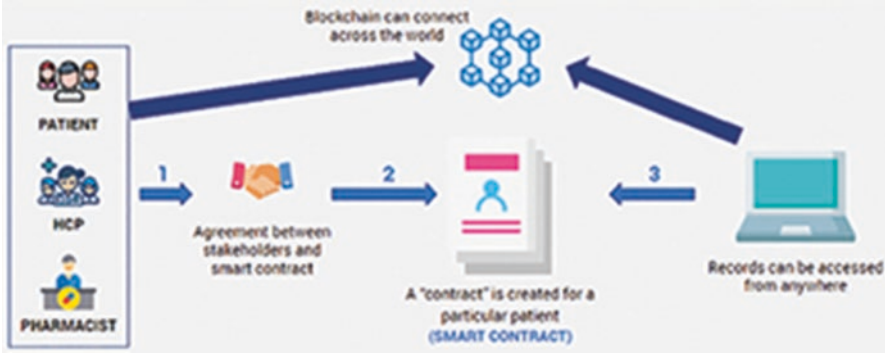 Blockchain can connect
across the world
PATIENT
HCP
PHARMACIST
1
Agreement between
stakeholders and
smart contract
2
A "contract" is created for a
particular patient
(SMART CONTRACT)
3
Records can be accessed
from anywhere